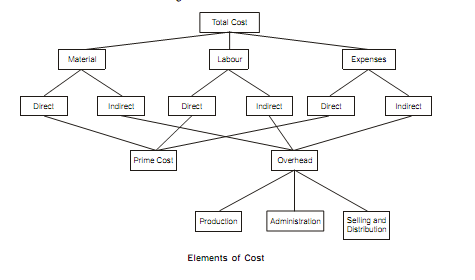 Total Cost
Material
Labour
Expenses
Direct
Indirect
Direct
Indirect
Direct
Indirect
Prime Cost
Overhead
Production
Administration
Selling and
Distribution
Elements of Cost